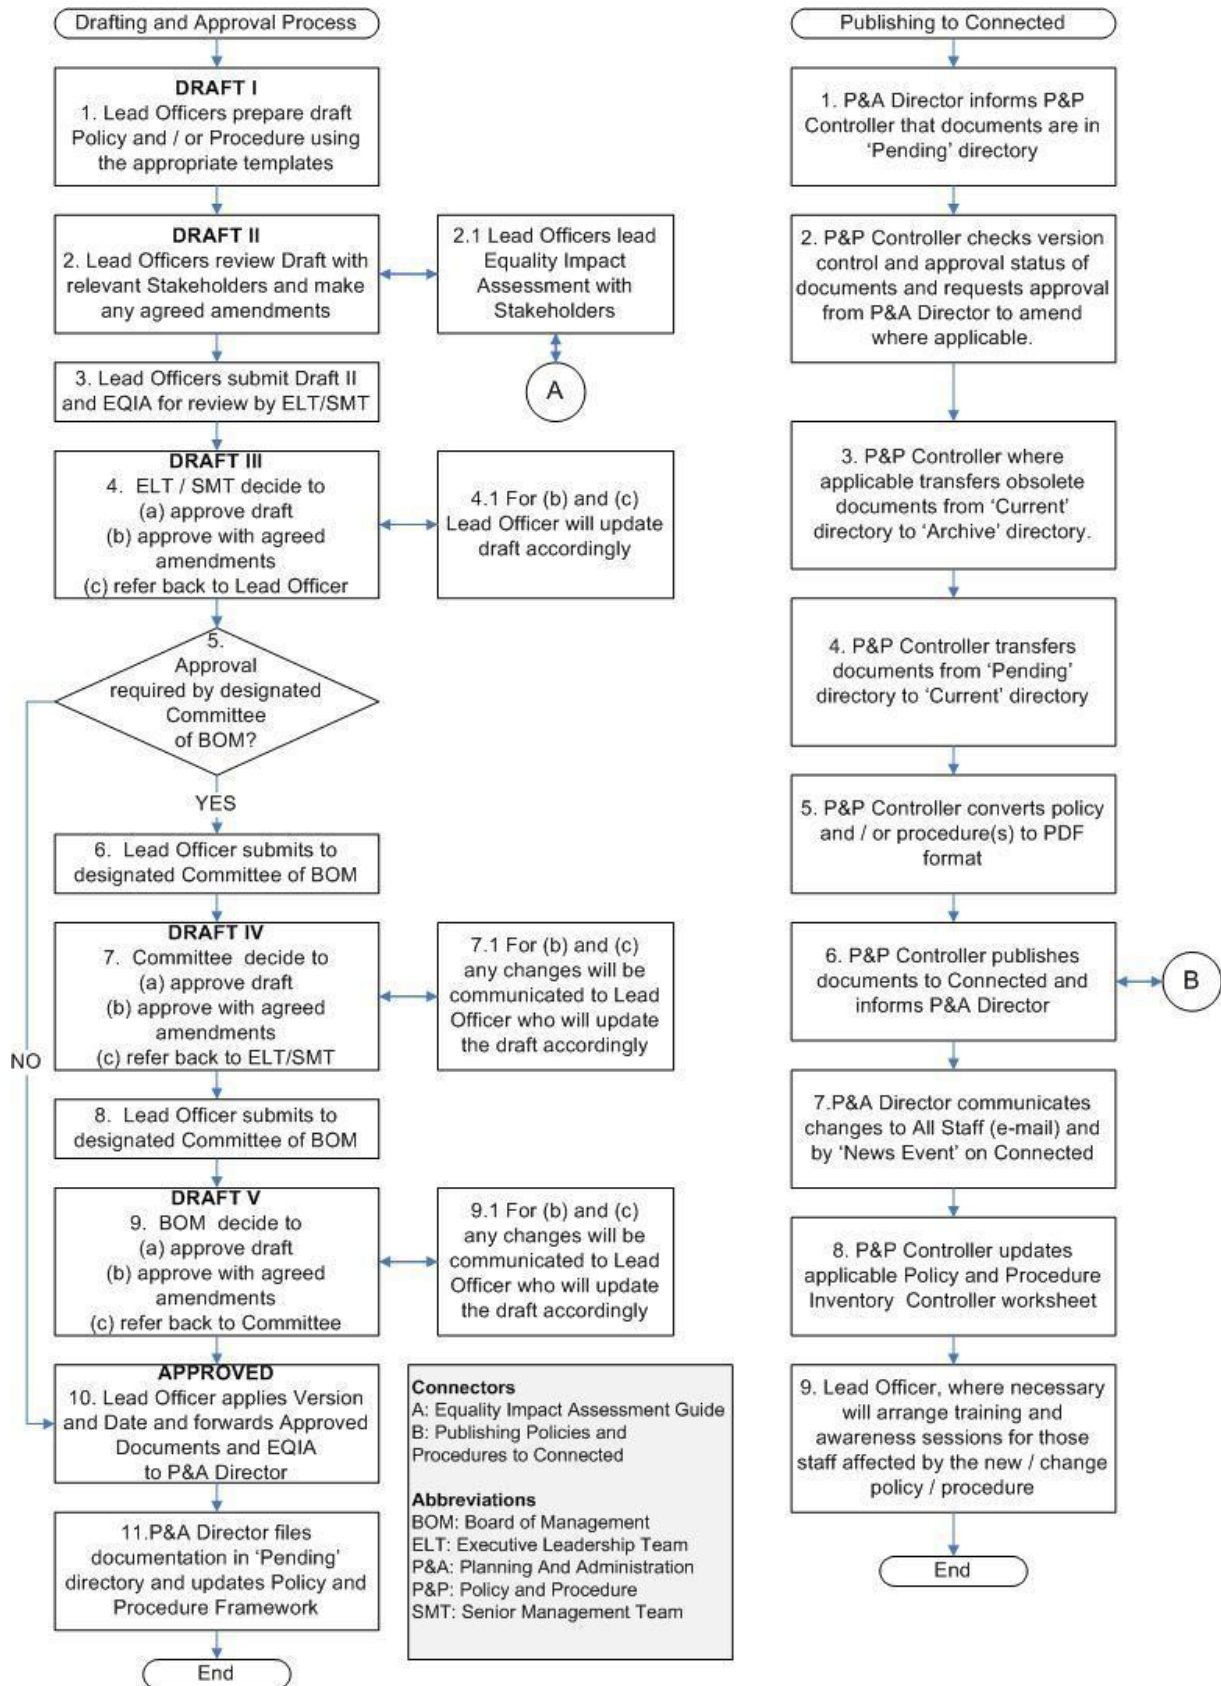 Drafting and Approval Process
DRAFT I
1. Lead Officers prepare draft
Policy and / or Procedure using
the appropriate templates
DRAFT II
2. Lead Officers review Draft with
relevant Stakeholders and make
any agreed amendments
2.1 Lead Officers lead
Equality Impact
Assessment with
Stakeholders
A
3. Lead Officers submit Draft II
and EQIA for review by ELT/SMT
DRAFT III
4. ELT / SMT decide to
(a) approve draft
(b) approve with agreed
amendments
(c) refer back to Lead Officer
4.1 For (b) and (c)
Lead Officer will update
draft accordingly
5.
Approval
required by designated
Committee
of BOM?
YES
NO
6. Lead Officer submits to
designated Committee of BOM
DRAFT IV
7. Committee decide to
(a) approve draft
(b) approve with agreed
amendments
(c) refer back to ELT/SMT
7.1 For (b) and (c)
any changes will be
communicated to Lead
Officer who will update
the draft accordingly
8. Lead Officer submits to
designated Committee of BOM
DRAFT V
9. BOM decide to
(a) approve draft
(b) approve with agreed
amendments
(c) refer back to Committee
9.1 For (b) and (c)
any changes will be
communicated to Lead
Officer who will update
the draft accordingly
APPROVED
10. Lead Officer applies Version
and Date and forwards Approved
Documents and EQIA
to P&A Director
11.P&A Director files
documentation in ‘Pending’
directory and updates Policy and
Procedure Framework
End
Connectors
A: Equality Impact Assessment Guide
B: Publishing Policies and
Procedures to Connected
Abbreviations
BOM: Board of Management
ELT: Executive Leadership Team
P&A: Planning And Administration
P&P: Policy and Procedure
SMT: Senior Management Team
Publishing to Connected
1. P&A Director informs P&P
Controller that documents are in
‘Pending’ directory
2. P&P Controller checks version
control and approval status of
documents and requests approval
from P&A Director to amend
where applicable.
3. P&P Controller where
applicable transfers obsolete
documents from ‘Current’
directory to ‘Archive’ directory.
4. P&P Controller transfers
documents from ‘Pending’
directory to ‘Current’ directory
5. P&P Controller converts policy
and / or procedure(s) to PDF
format
6. P&P Controller publishes
documents to Connected and
informs P&A Director
B
7.P&A Director communicates
changes to All Staff (e-mail) and
by ‘News Event’ on Connected
8. P&P Controller updates
applicable Policy and Procedure
Inventory Controller worksheet
9. Lead Officer, where necessary
will arrange training and
awareness sessions for those
staff affected by the new / change
policy / procedure
End